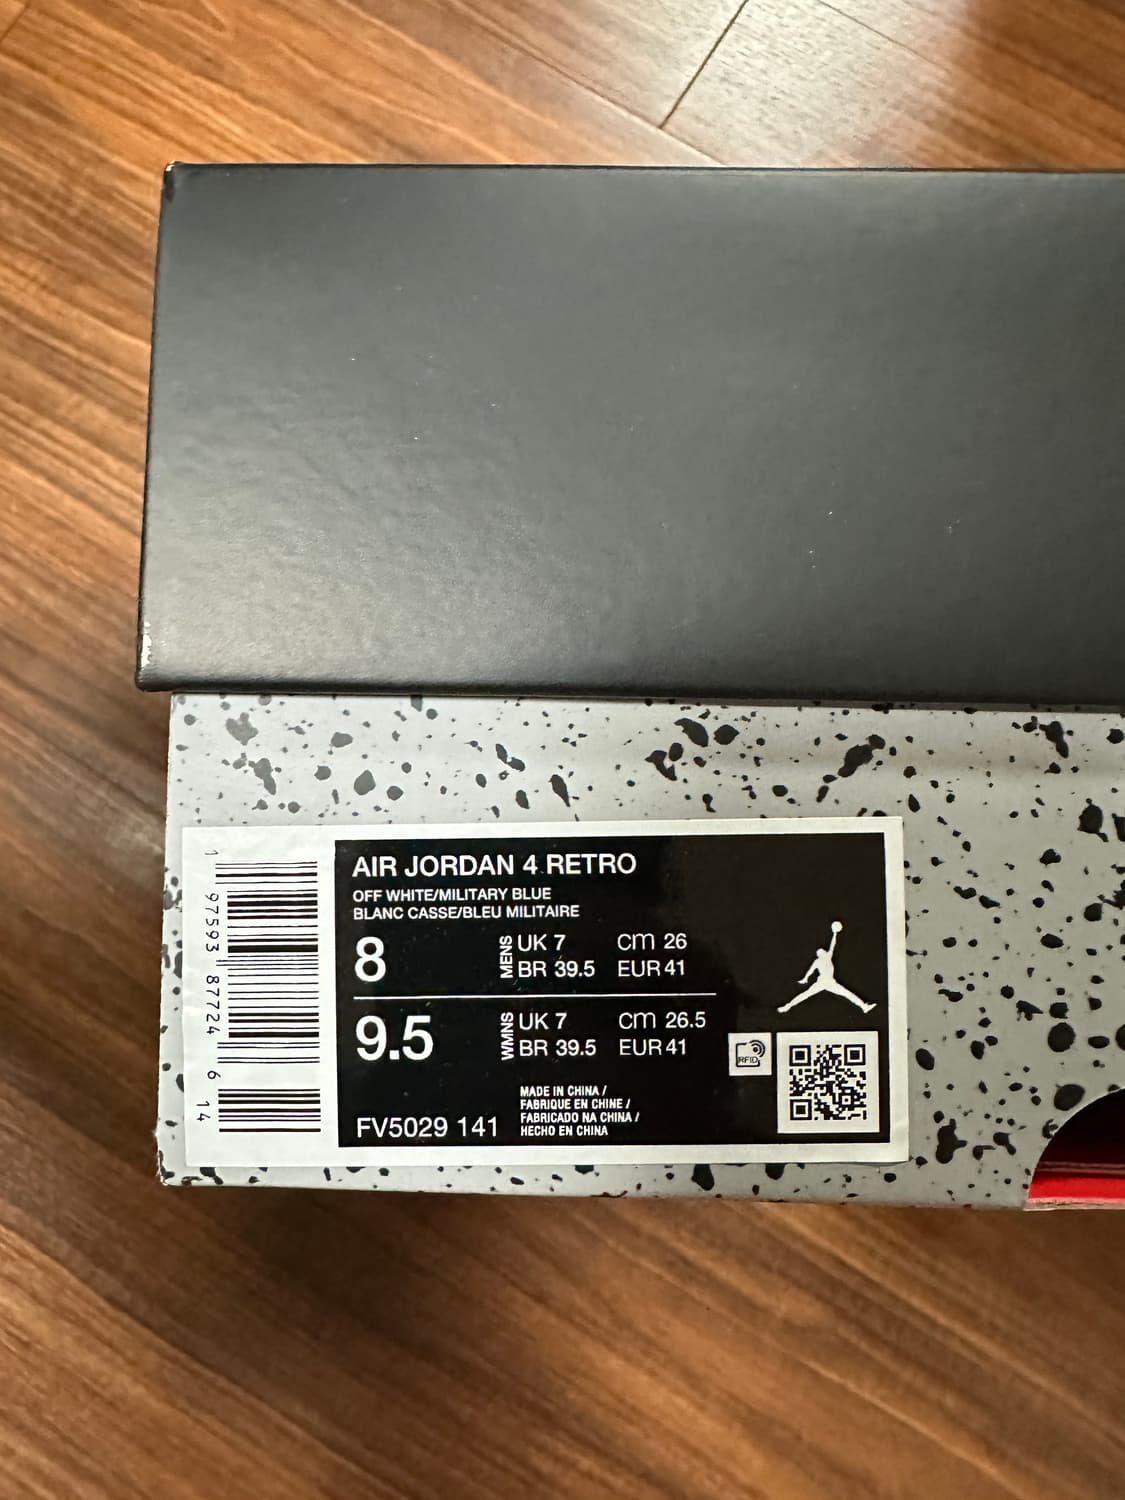 AIR JORDAN 4 RETRO
OFF WHITE/MILITARY BLUE
BLANC CASSE/BLEU MILITAIRE
8 MENS UK 7 CM 26
BR 39.5 EUR 41
9.5 WMNS UK 7 CM 26.5
BR 39.5 EUR 41
RFID
MADE IN CHINA /
FABRIQUE EN CHINE /
FABRICADO NA CHINA /
HECHO EN CHINA
FV5029 141
1 97593 87724 6 14